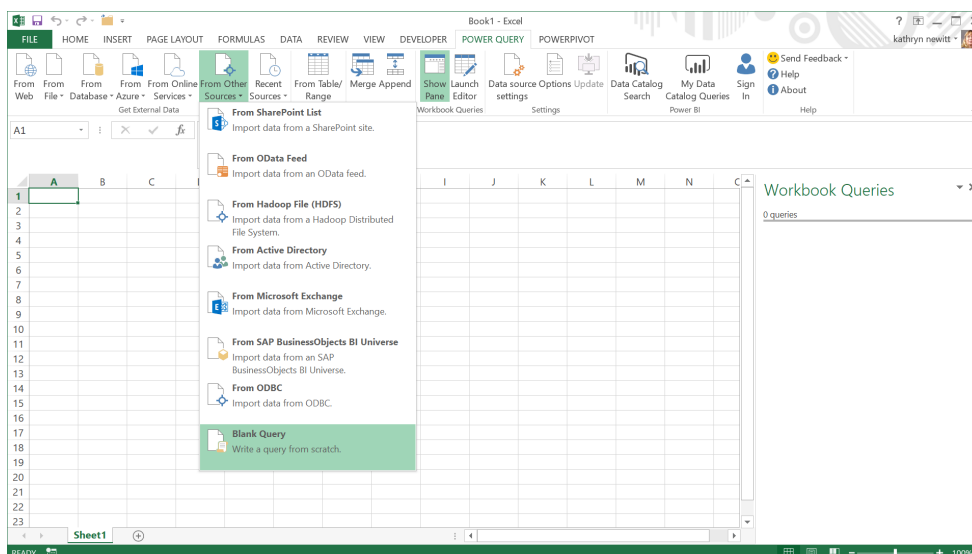 Book1 - Excel
?
FILE HOME INSERT PAGE LAYOUT FORMULAS DATA REVIEW VIEW DEVELOPER POWER QUERY POWERPIVOT kathryn newitt
From From From From From Online From Other Recent From Table/ Merge Append Show Launch Data source Options Update Data Catalog My Data Sign Send Feedback
Web File Database Azure Services Sources Sources Range Pane Editor settings Search Catalog Queries In Help
About
Get External Data Workbook Queries Settings Power BI Help
A1 fx
From SharePoint List
Import data from a SharePoint site.
From OData Feed
Import data from an OData feed.
From Hadoop File (HDFS)
Import data from a Hadoop Distributed
File System.
From Active Directory
Import data from Active Directory.
From Microsoft Exchange
Import data from Microsoft Exchange.
From SAP BusinessObjects BI Universe
Import data from an SAP
BusinessObjects BI Universe.
From ODBC
Import data from ODBC.
Blank Query
Write a query from scratch.
A B C I J K L M N
1
2
3
4
5
6
7
8
9
10
11
12
13
14
15
16
17
18
19
20
21
22
23
Workbook Queries
0 queries
Sheet1
READY 100%